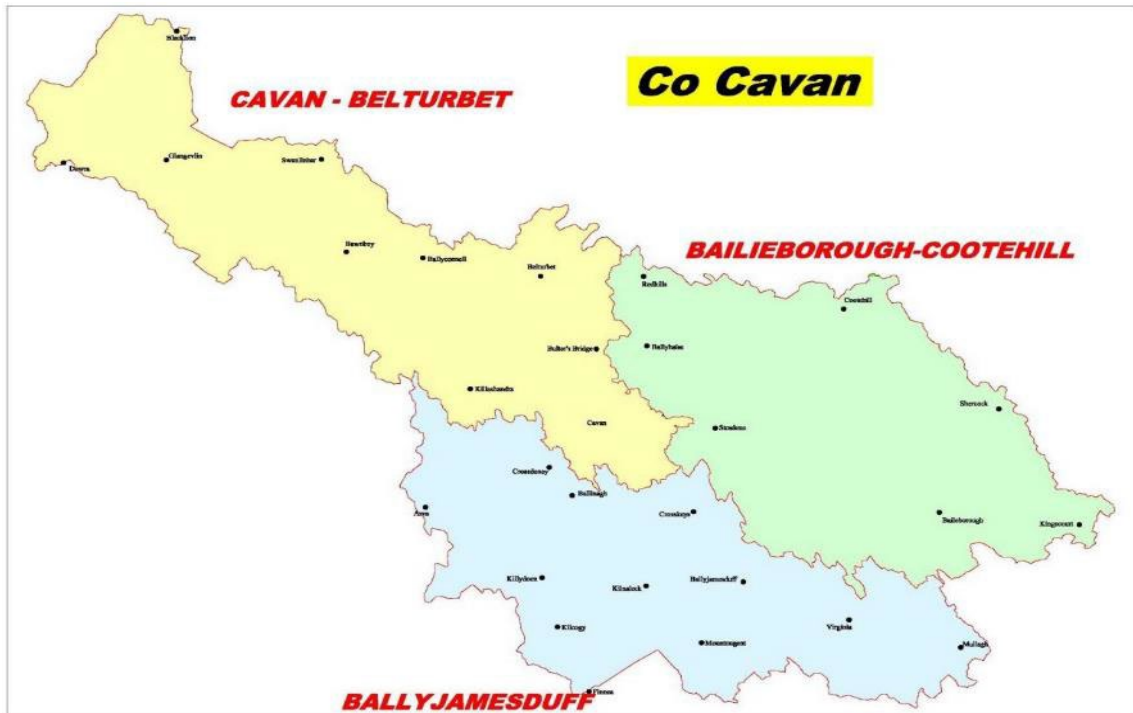 Co Cavan
CAVAN - BELTURBET
BAILIEBOROUGH-COOTEHILL
BALLYJAMESDUFF
Blacklion
Dowra
Glangevlin
Swanlinbar
Bawnboy
Ballyconnell
Belturbet
Redhills
Cootehill
Butler's Bridge
Ballyhaise
Killeshandra
Cavan
Stradone
Shercock
Crossdoney
Ballinagh
Arva
Crosskeys
Baileborough
Kingscourt
Killydoon
Kilnaleck
Ballyjamesduff
Kilcogy
Mountnugent
Virginia
Mullagh
Finnea